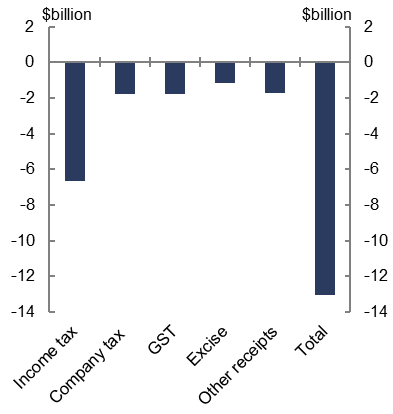 $billion $billion
2 2
0 0
-2 -2
-4 -4
-6 -6
-8 -8
-10 -10
-12 -12
-14 -14
Income tax
Company tax
GST
Excise
Other receipts
Total